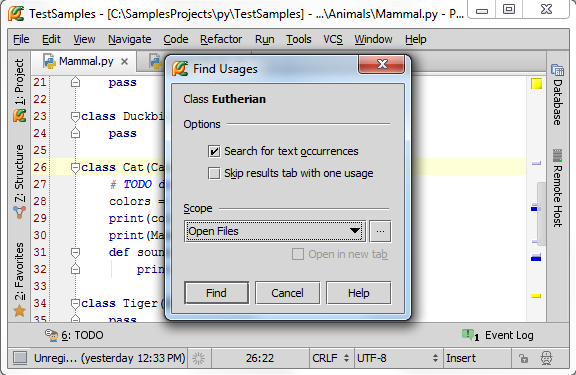 TestSamples - [C:\SamplesProjects\py\TestSamples] - ...\Animals\Mammal.py - P...
File Edit View Navigate Code Refactor Run Tools VCS Window Help
Mammal.py
1: Project
7: Structure
2: Favorites
Database
Remote Host
21 pass
22
23 class Duckbi
24 pass
25
26 class Cat(Ca
27 # TODO d
28 colors =
29 print(co
30 print(Ma
31 def soun
32 prin
33
34 class Tiger(
35 pass
Find Usages
Class Eutherian
Options
Search for text occurrences
Skip results tab with one usage
Scope
Open Files
...
Open in new tab
Find Cancel Help
6: TODO
1 Event Log
Unregi... (yesterday 12:33 PM) 26:22 CRLF UTF-8 Insert